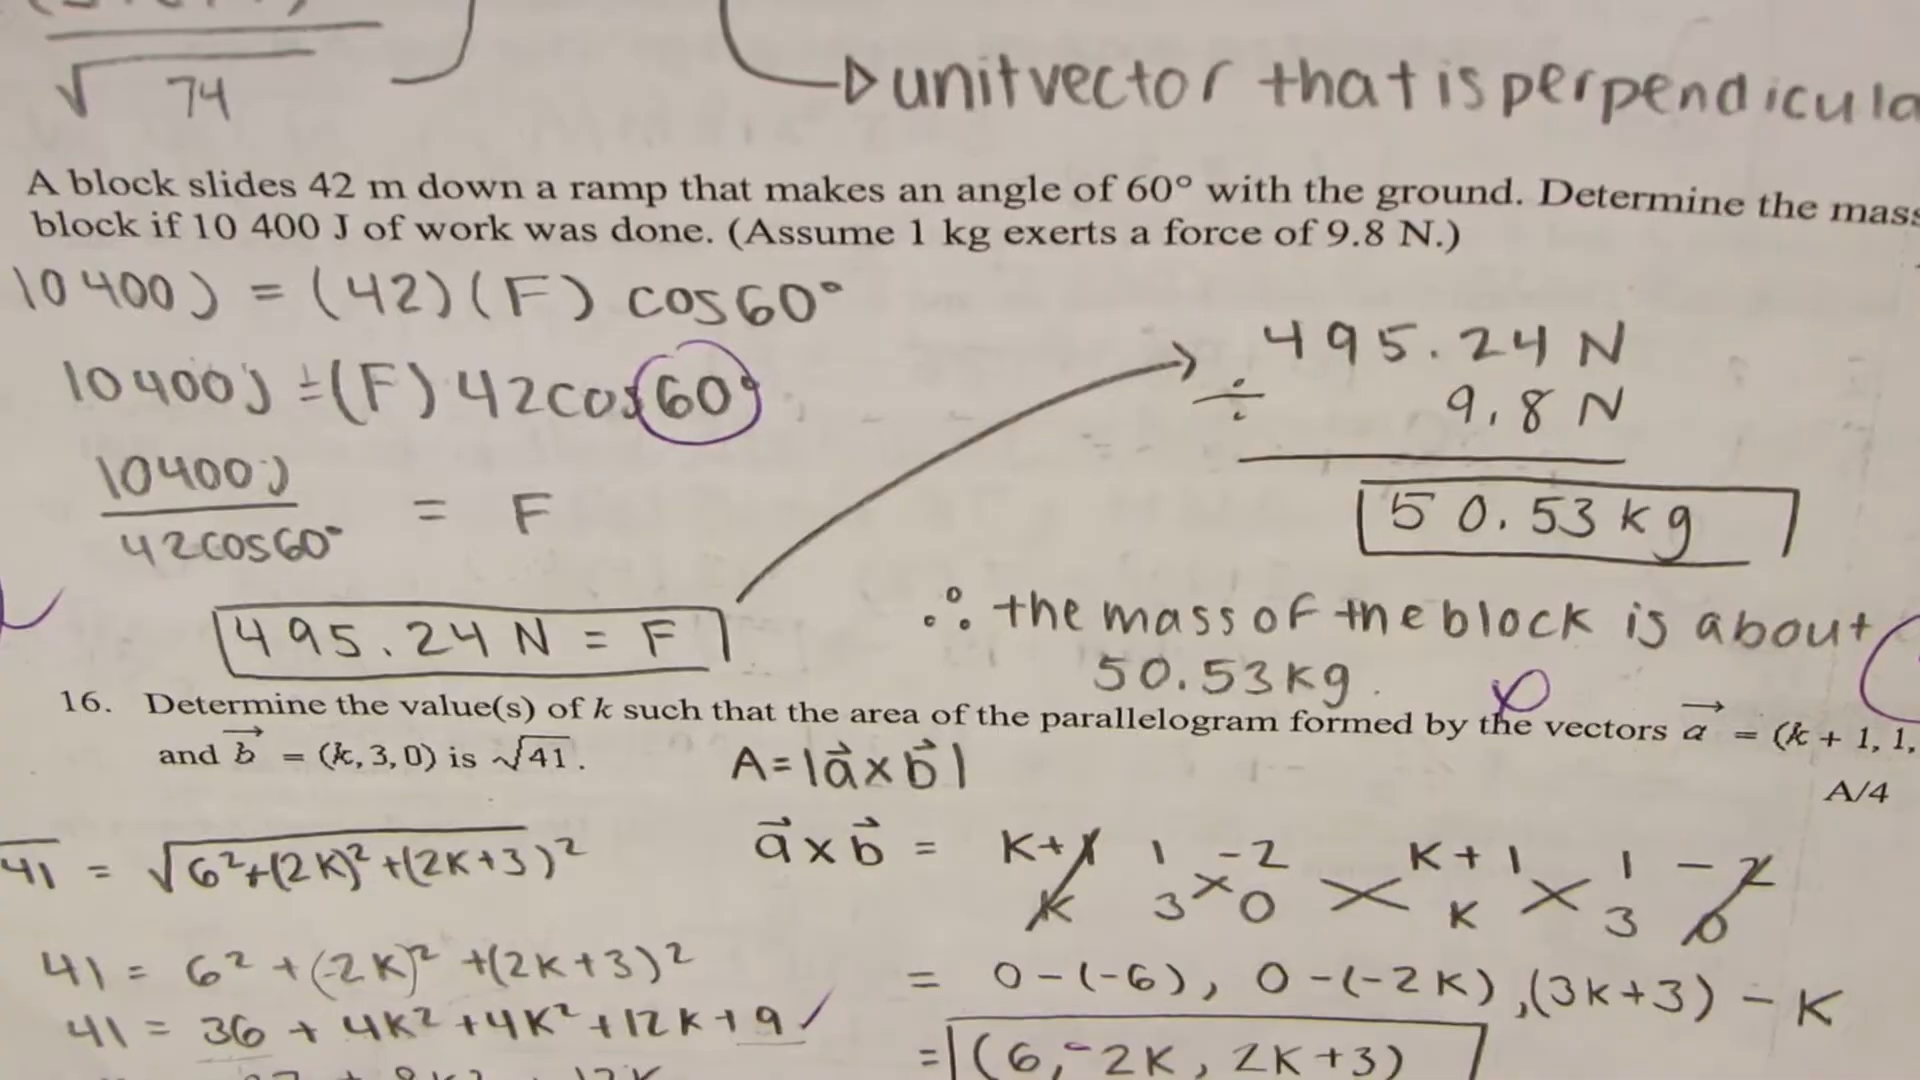 √74
unit vector that is perpendicula
A block slides 42 m down a ramp that makes an angle of 60° with the ground. Determine the mass
block if 10 400 J of work was done. (Assume 1 kg exerts a force of 9.8 N.)
10400J = (42)(F) cos60°
10400J = (F) 42cos60°
10400J
42cos60°
= F
495.24 N = F
495.24 N
÷ 9.8 N
50.53 kg
∴ the mass of the block is about
50.53kg.
16. Determine the value(s) of k such that the area of the parallelogram formed by the vectors a⃗ = (k + 1, 1,
and b⃗ = (k, 3, 0) is √41.
A/4
A=|a⃗×b⃗|
a⃗×b⃗ = K+1 1 -2 K+1 1 -2
K 3 0 K 3 0
= 0-(-6), 0-(-2K), (3K+3) - K
= (6, -2K, 2K+3)
√41 = √6²+(2K)²+(2K+3)²
41 = 6² + (-2K)² + (2K+3)²
41 = 36 + 4K² + 4K² + 12K + 9